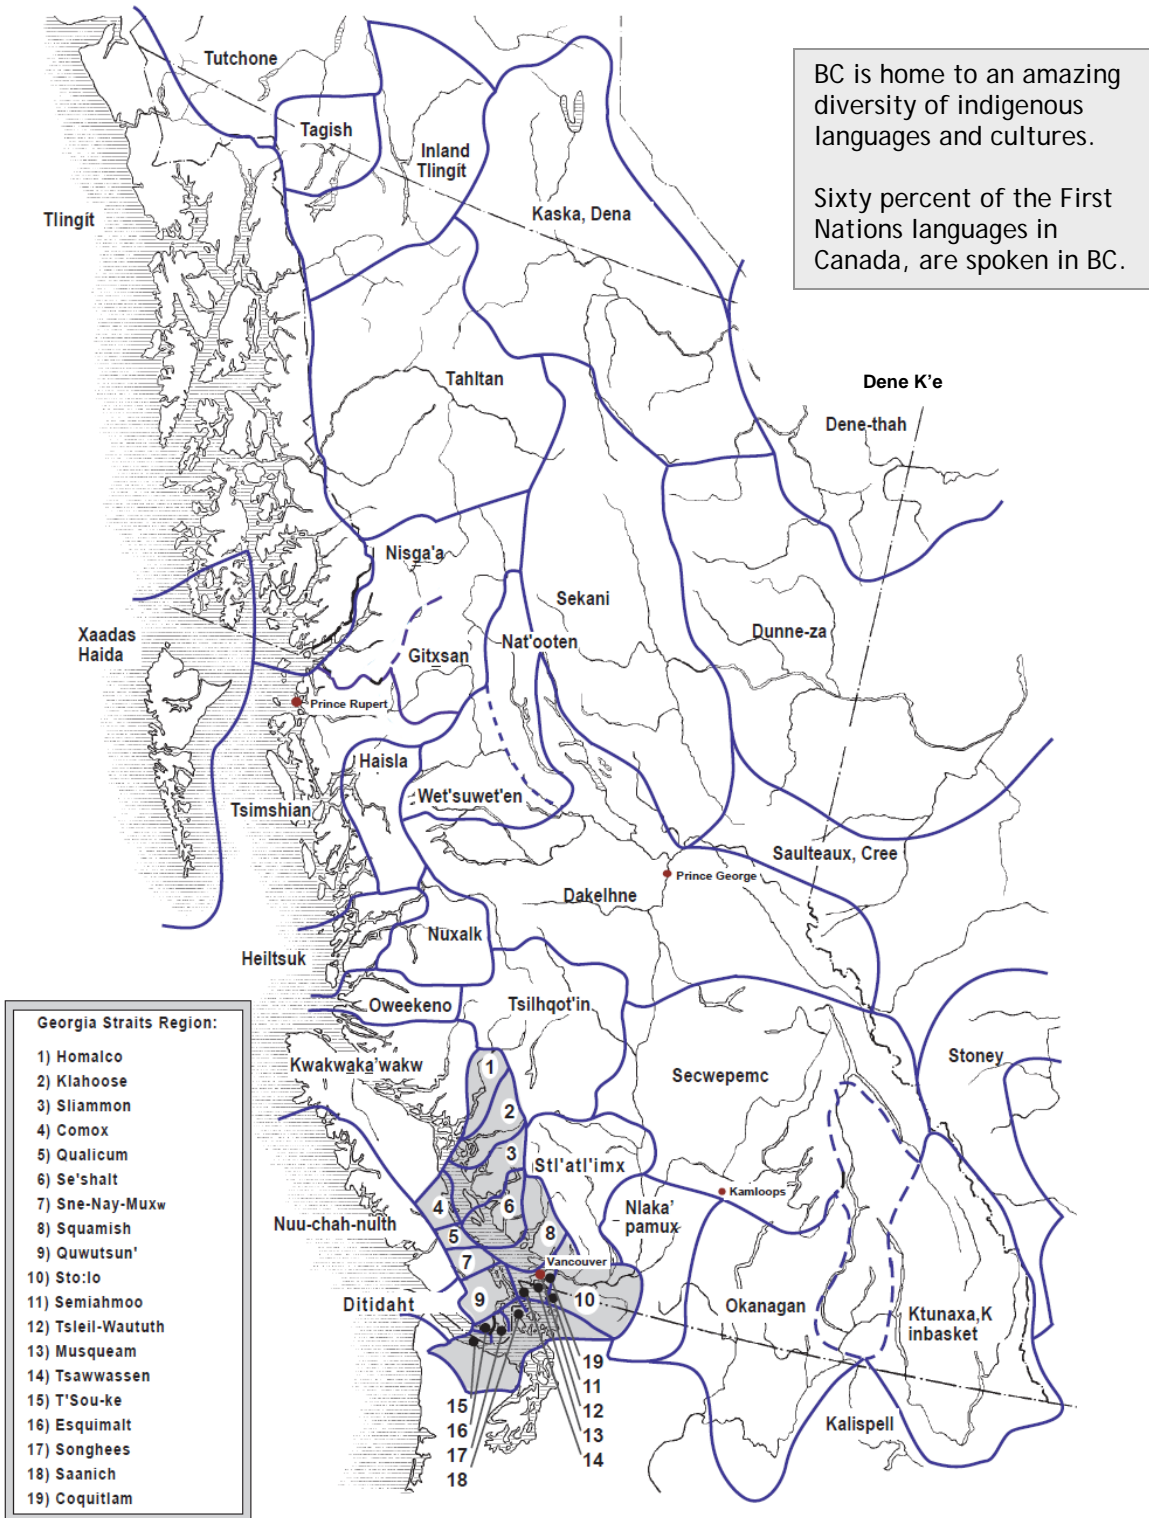 BC is home to an amazing
diversity of indigenous
languages and cultures.
Sixty percent of the First
Nations languages in
Canada, are spoken in BC.
Tutchone
Tagish
Inland
Tlingít
Kaska, Dena
Tlingít
Tahltan
Dene K'e
Dene-thah
Nisga'a
Sekani
Nat'ooten
Dunne-za
Xaadas
Haida
Gitxsan
Prince Rupert
Haisla
Wet'suwet'en
Tsimshian
Saulteaux, Cree
Prince George
Dakelhne
Nuxalk
Heiltsuk
Oweekeno
Tsilhqot'in
Kwakwaka'wakw
Secwepemc
Stoney
Stl'atl'imx
Kamloops
Nlaka'
pamux
Nuu-chah-nulth
Vancouver
Ditidaht
Okanagan
Ktunaxa,K
inbasket
Kalispell
1
2
3
4
5
6
7
8
9
10
19
11
12
13
14
15
16
17
18
Georgia Straits Region:
1) Homalco
2) Klahoose
3) Sliammon
4) Comox
5) Qualicum
6) Se'shalt
7) Sne-Nay-Muxw
8) Squamish
9) Quwutsun'
10) Sto:lo
11) Semiahmoo
12) Tsleil-Waututh
13) Musqueam
14) Tsawwassen
15) T'Sou-ke
16) Esquimalt
17) Songhees
18) Saanich
19) Coquitlam